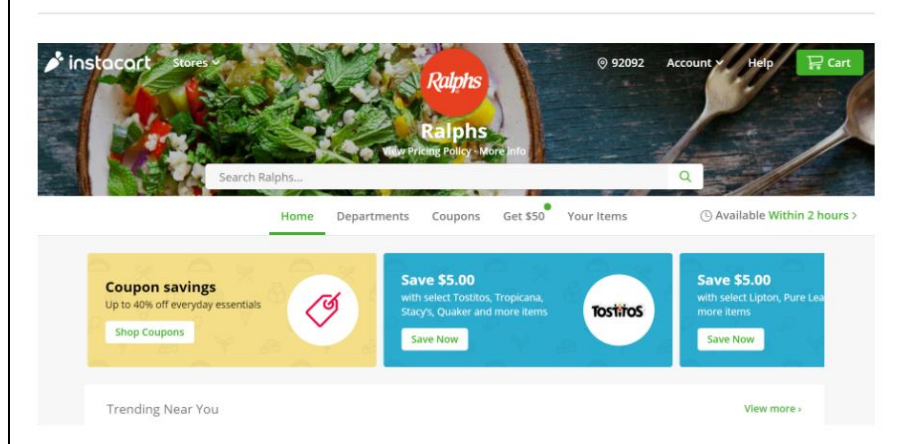 instacart Stores 92092 Account Help Cart
Ralphs
Ralphs
View Pricing Policy · More info
Search Ralphs...
Home Departments Coupons Get $50 Your Items Available Within 2 hours >
Coupon savings
Up to 40% off everyday essentials
Shop Coupons
Save $5.00
with select Tostitos, Tropicana,
Stacy's, Quaker and more items
Save Now
Tostitos
Save $5.00
with select Lipton, Pure Lea
more items
Save Now
Trending Near You View more >